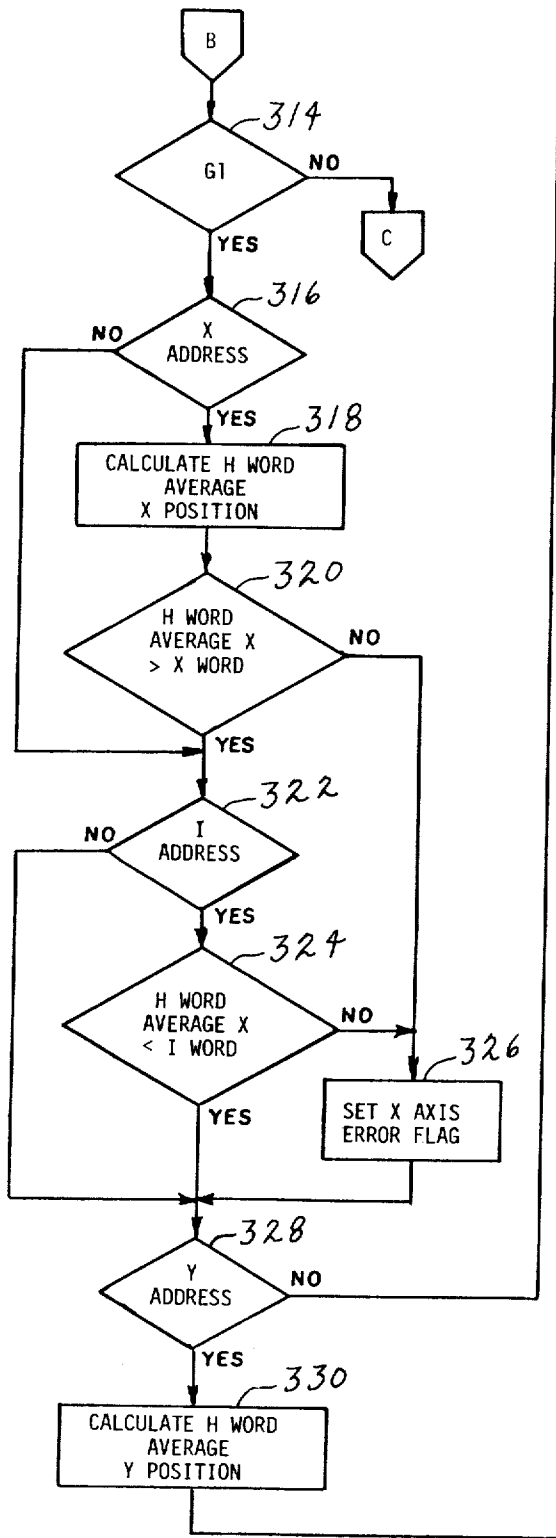 B
314
G1
NO
C
YES
316
NO
X
ADDRESS
YES
318
CALCULATE H WORD
AVERAGE
X POSITION
320
H WORD
AVERAGE X
> X WORD
NO
YES
322
NO
I
ADDRESS
YES
324
H WORD
AVERAGE X
< I WORD
NO
326
SET X AXIS
ERROR FLAG
YES
328
Y
ADDRESS
NO
YES
330
CALCULATE H WORD
AVERAGE
Y POSITION